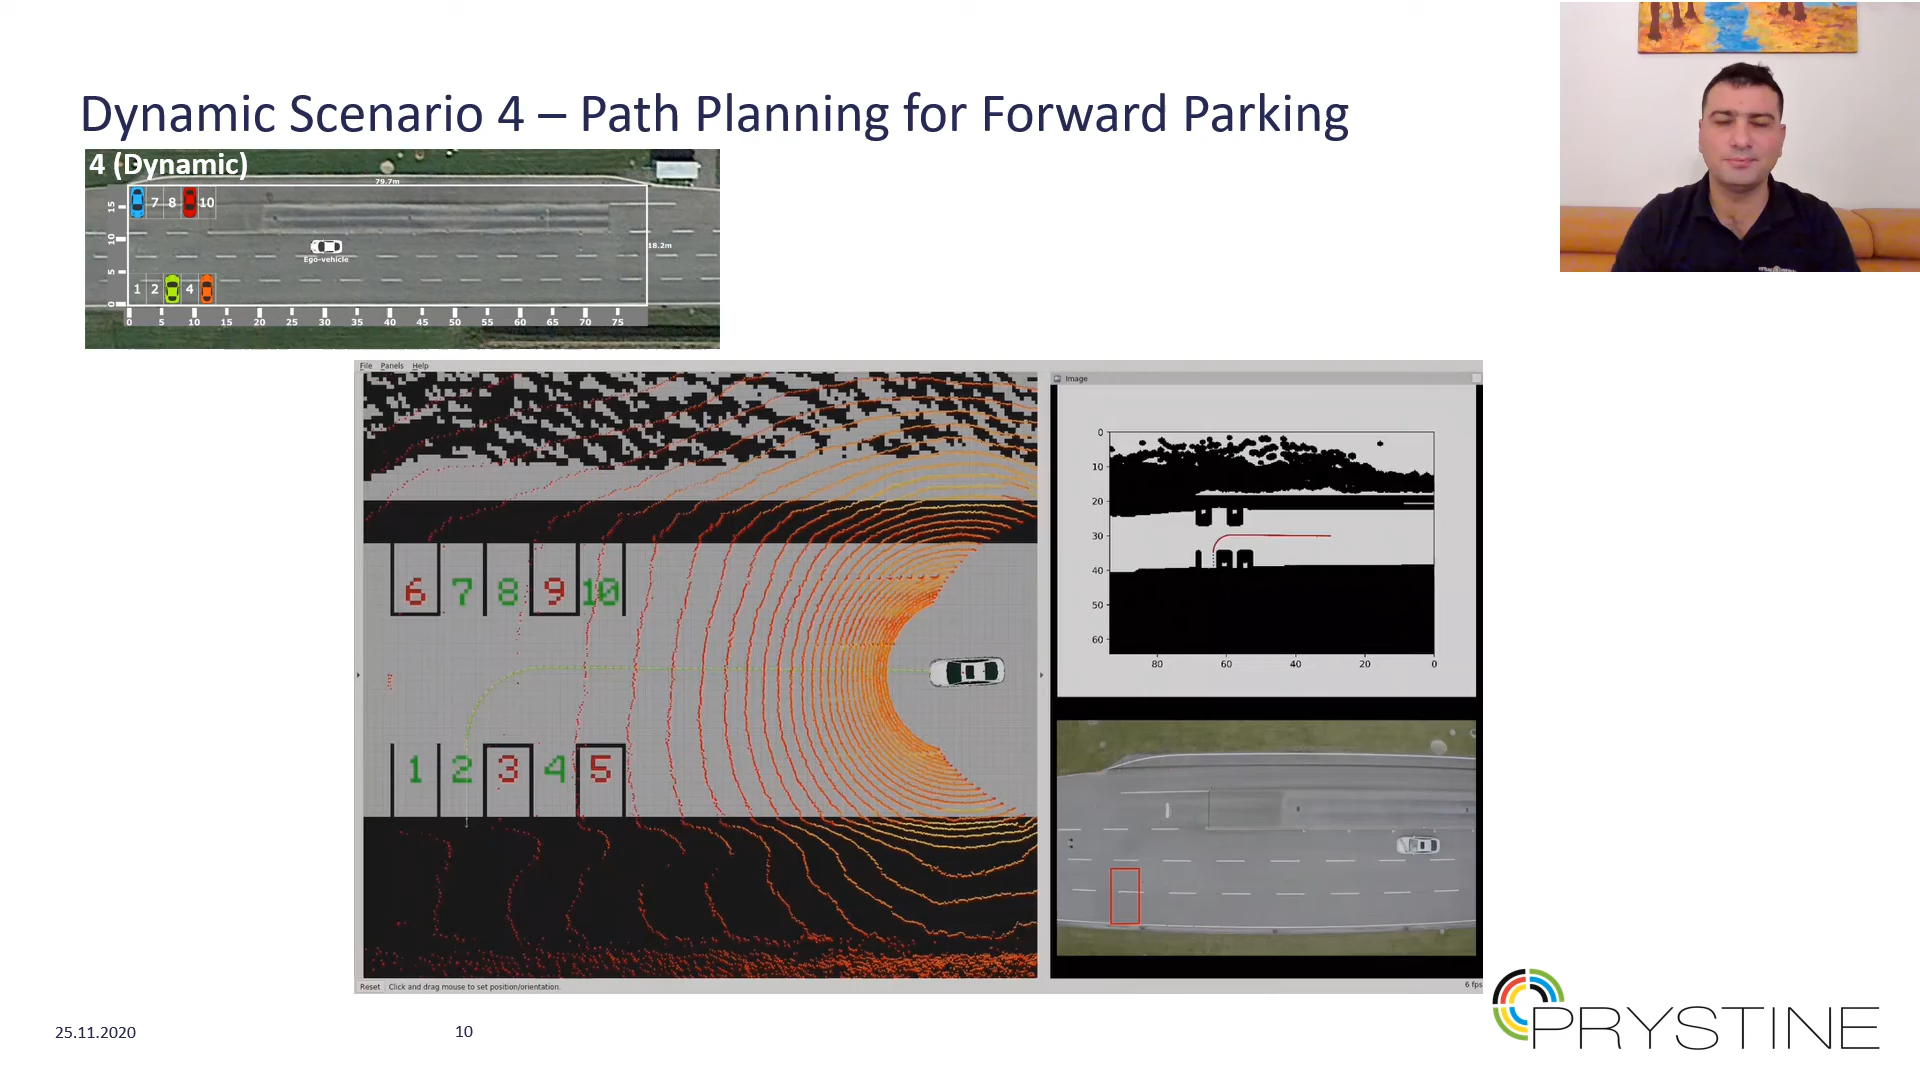 Dynamic Scenario 4 – Path Planning for Forward Parking
4 (Dynamic)
79.7m
15
10
5
0
7 8 10
18.2m
Ego-vehicle
1 2 4
0 5 10 15 20 25 30 35 40 45 50 55 60 65 70 75
File Panels Help
6 7 8 9 10
1 2 3 4 5
Reset Click and drag mouse to set position/orientation.
Image
0
10
20
30
40
50
60
80 60 40 20 0
6 fps
25.11.2020
10
PRYSTINE